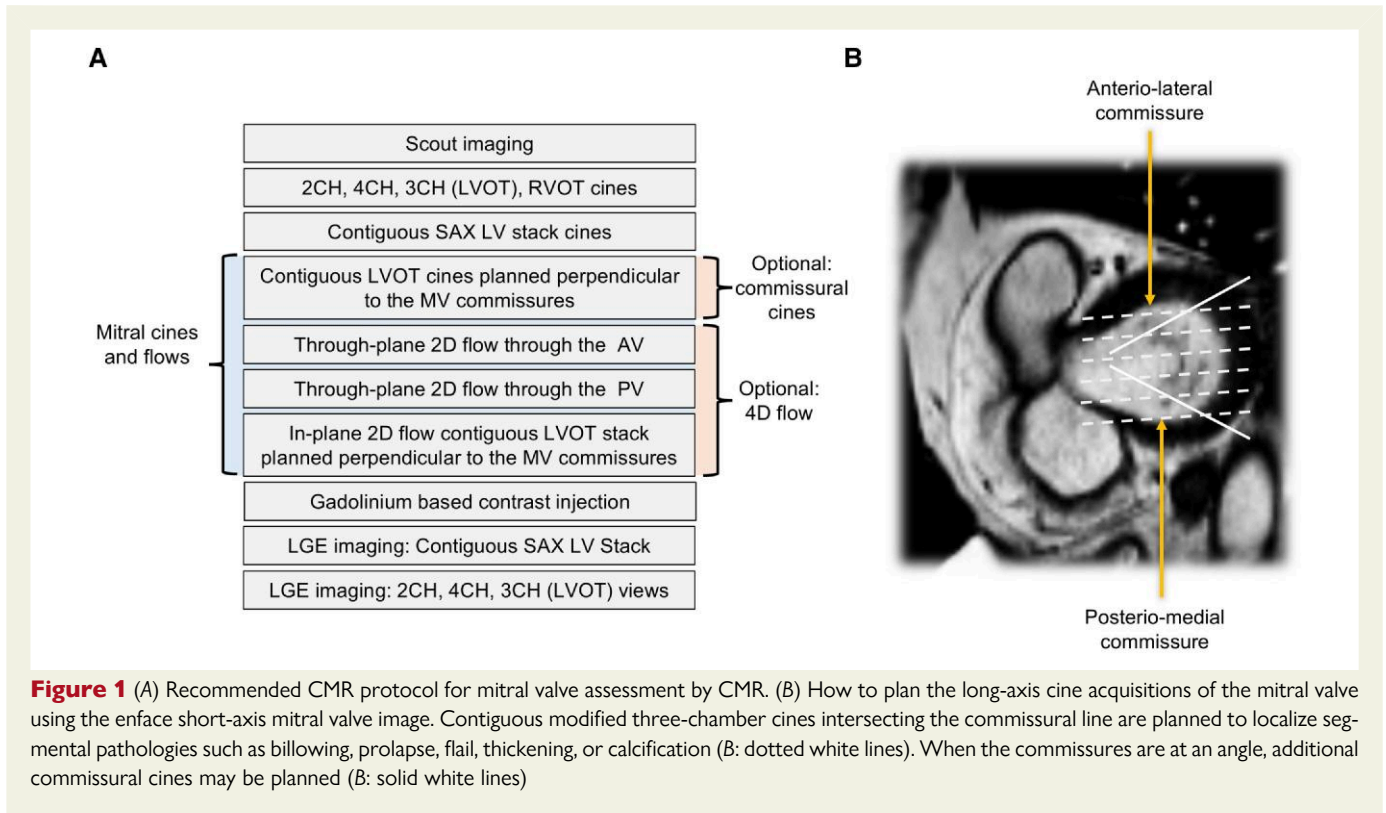 A
B
Scout imaging
2CH, 4CH, 3CH (LVOT), RVOT cines
Contiguous SAX LV stack cines
Contiguous LVOT cines planned perpendicular
to the MV commissures
Through-plane 2D flow through the AV
Through-plane 2D flow through the PV
In-plane 2D flow contiguous LVOT stack
planned perpendicular to the MV commissures
Gadolinium based contrast injection
LGE imaging: Contiguous SAX LV Stack
LGE imaging: 2CH, 4CH, 3CH (LVOT) views
Mitral cines
and flows
Optional:
commissural
cines
Optional:
4D flow
Anterio-lateral
commissure
Posterio-medial
commissure
Figure 1 (A) Recommended CMR protocol for mitral valve assessment by CMR. (B) How to plan the long-axis cine acquisitions of the mitral valve
using the enface short-axis mitral valve image. Contiguous modified three-chamber cines intersecting the commissural line are planned to localize seg-
mental pathologies such as billowing, prolapse, flail, thickening, or calcification (B: dotted white lines). When the commissures are at an angle, additional
commissural cines may be planned (B: solid white lines)